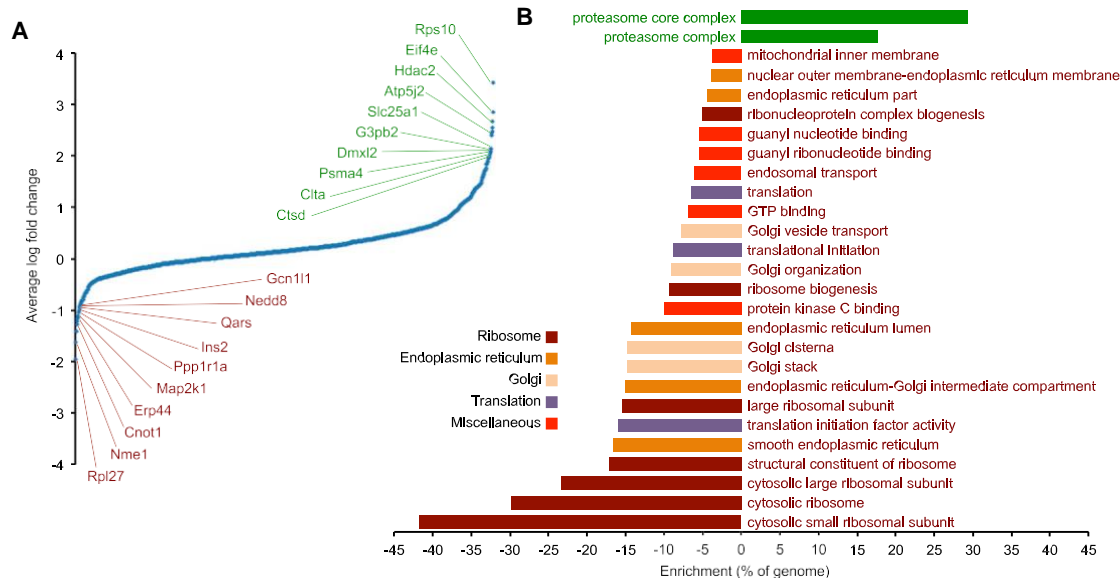 A
Average log fold change
4
3
2
1
0
-1
-2
-3
-4
Rps10
Eif4e
Hdac2
Atp5j2
Slc25a1
G3pb2
Dmxl2
Psma4
Clta
Ctsd
Gcn1l1
Nedd8
Qars
Ins2
Ppp1r1a
Map2k1
Erp44
Cnot1
Nme1
Rpl27
B
proteasome core complex
proteasome complex
mitochondrial inner membrane
nuclear outer membrane-endoplasmic reticulum membrane
endoplasmic reticulum part
ribonucleoprotein complex biogenesis
guanyl nucleotide binding
guanyl ribonucleotide binding
endosomal transport
translation
GTP binding
Golgi vesicle transport
translational initiation
Golgi organization
ribosome biogenesis
protein kinase C binding
endoplasmic reticulum lumen
Golgi cisterna
Golgi stack
endoplasmic reticulum-Golgi intermediate compartment
large ribosomal subunit
translation initiation factor activity
smooth endoplasmic reticulum
structural constituent of ribosome
cytosolic large ribosomal subunit
cytosolic ribosome
cytosolic small ribosomal subunit
Ribosome
Endoplasmic reticulum
Golgi
Translation
Miscellaneous
-45 -40 -35 -30 -25 -20 -15 -10 -5 0 5 10 15 20 25 30 35 40 45
Enrichment (% of genome)